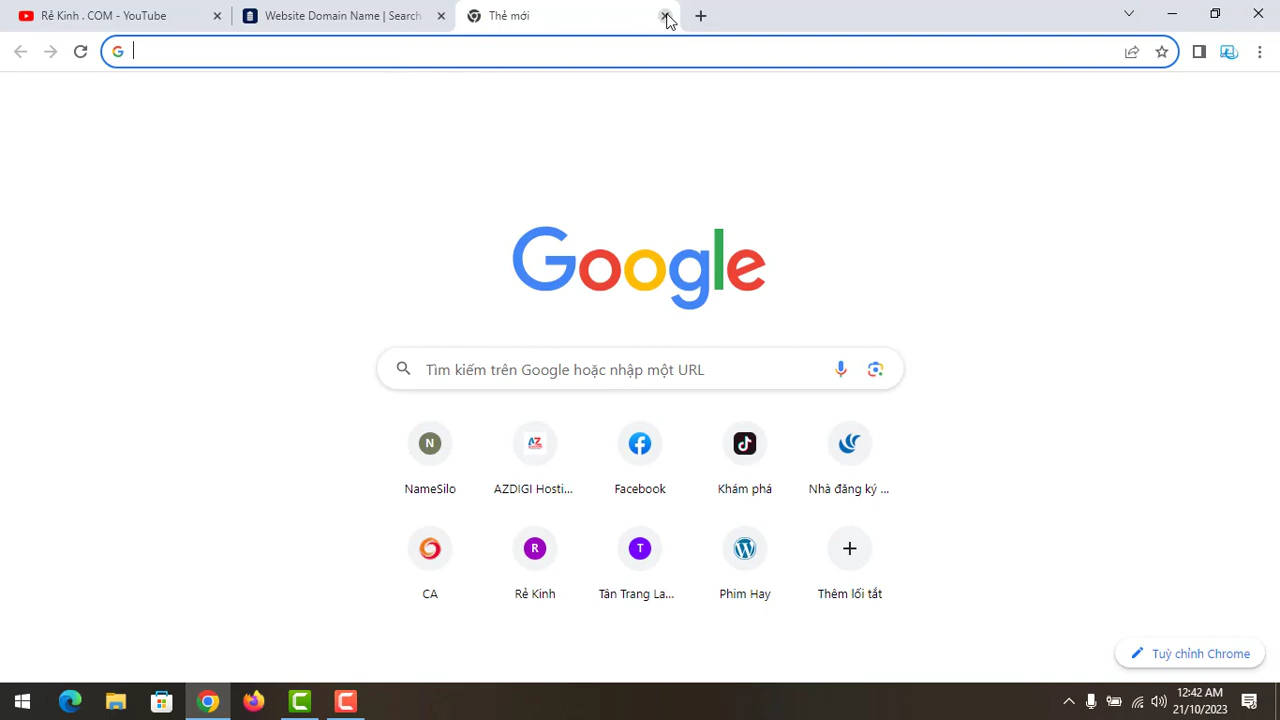 Rẻ Kinh . COM - YouTube
Website Domain Name | Search
Thẻ mới
Google
Tìm kiếm trên Google hoặc nhập một URL
N
AZ
NameSilo
AZDIGI Hosti...
Facebook
Khám phá
Nhà đăng ký ...
R
T
CA
Rẻ Kinh
Tàn Trang La...
Phim Hay
Thêm lối tắt
Tuỳ chỉnh Chrome
12:42 AM
21/10/2023